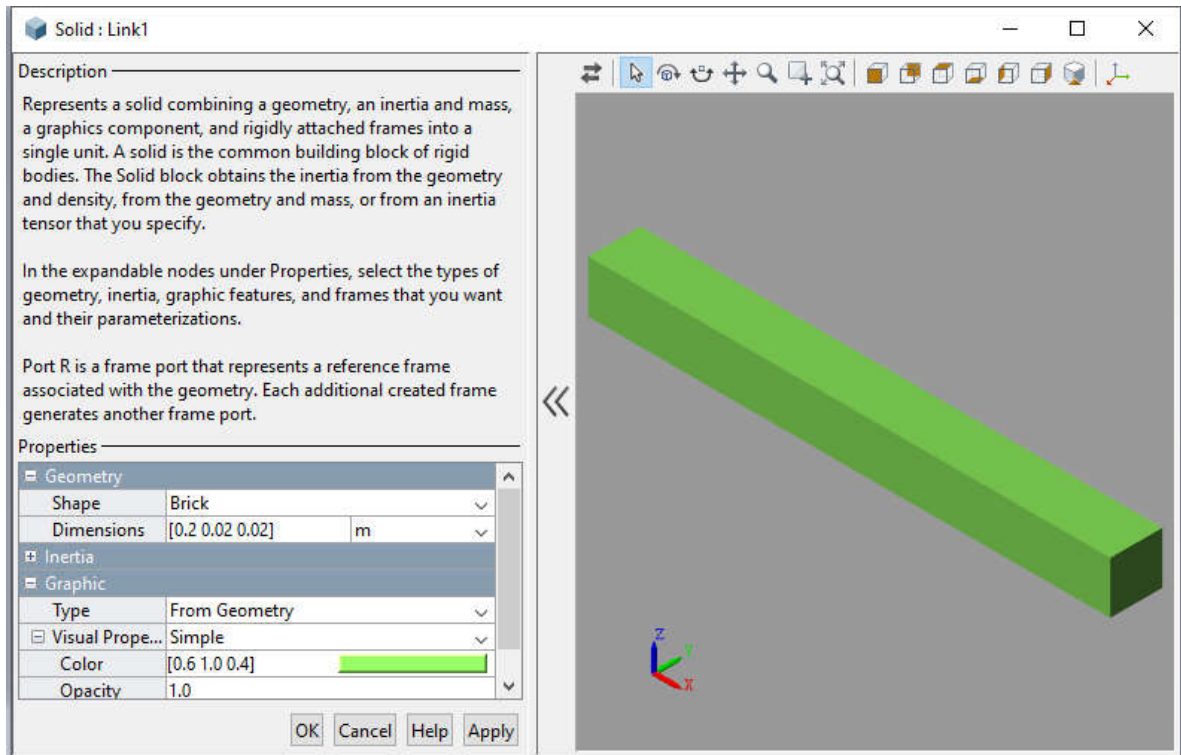 Solid : Link1
Description
Represents a solid combining a geometry, an inertia and mass,
a graphics component, and rigidly attached frames into a
single unit. A solid is the common building block of rigid
bodies. The Solid block obtains the inertia from the geometry
and density, from the geometry and mass, or from an inertia
tensor that you specify.
In the expandable nodes under Properties, select the types of
geometry, inertia, graphic features, and frames that you want
and their parameterizations.
Port R is a frame port that represents a reference frame
associated with the geometry. Each additional created frame
generates another frame port.
Properties
Geometry
Shape Brick
Dimensions [0.2 0.02 0.02] m
Inertia
Graphic
Type From Geometry
Visual Prope... Simple
Color [0.6 1.0 0.4]
Opacity 1.0
OK Cancel Help Apply
Z
Y
X